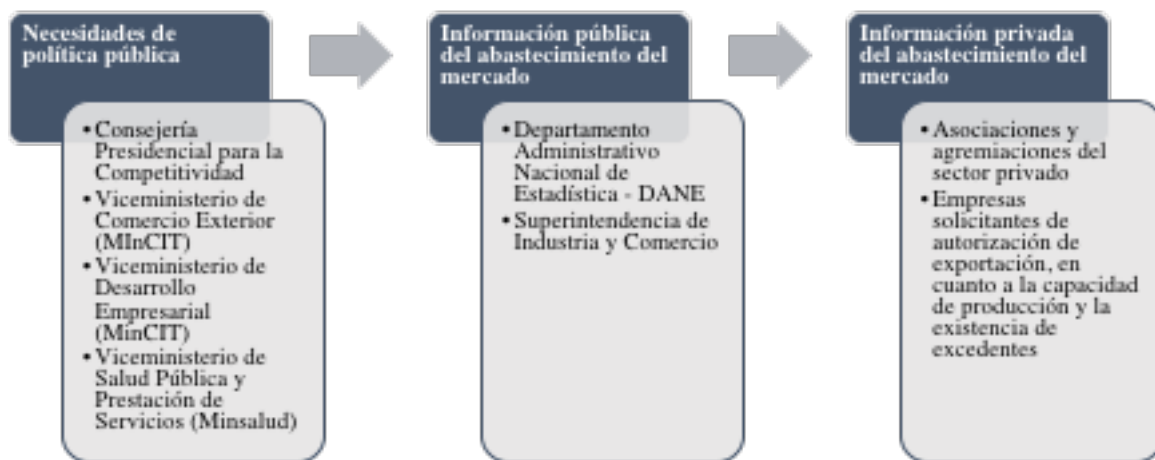 Necesidades de
política pública
• Consejería
Presidencial para la
Competitividad
• Viceministerio de
Comercio Exterior
(MInCIT)
• Viceministerio de
Desarrollo
Empresarial
(MinCIT)
• Viceministerio de
Salud Pública y
Prestación de
Servicios (Minsalud)
Información pública
del abastecimiento del
mercado
• Departamento
Administrativo
Nacional de
Estadística - DANE
• Superintendencia de
Industria y Comercio
Información privada
del abastecimiento del
mercado
• Asociaciones y
agremiaciones del
sector privado
• Empresas
solicitantes de
autorización de
exportación, en
cuanto a la capacidad
de producción y la
existencia de
excedentes